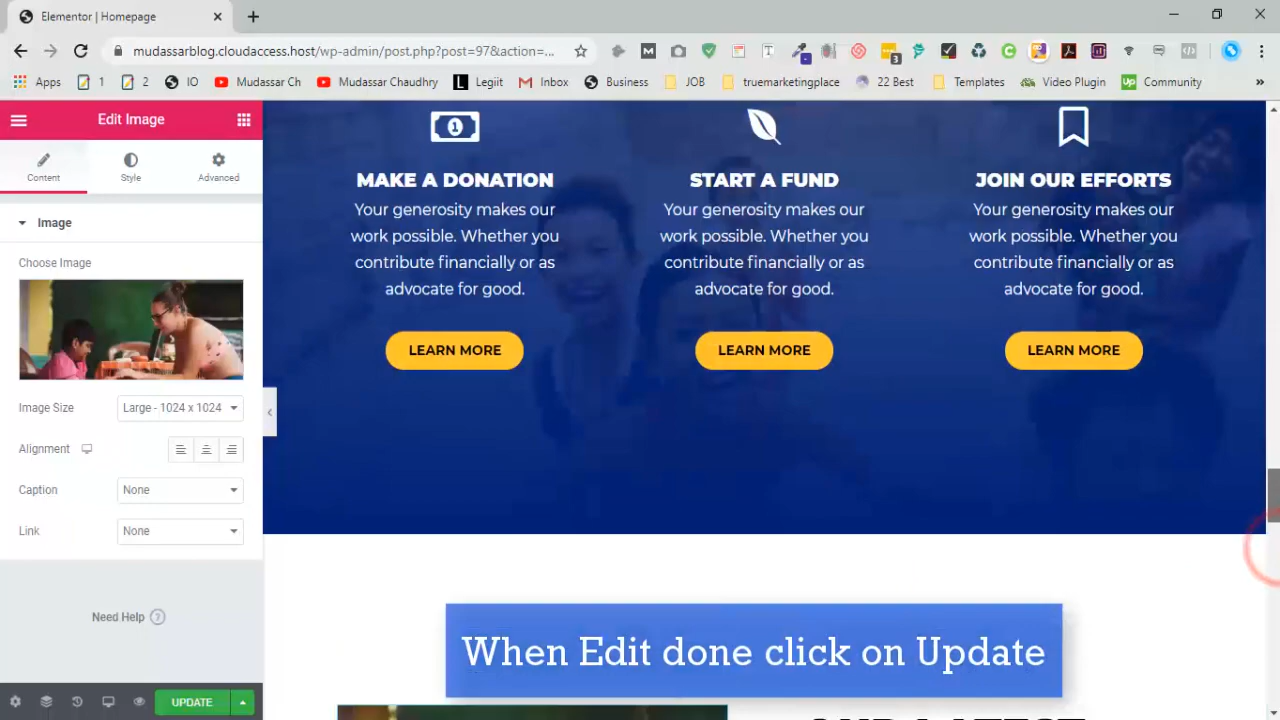 Elementor | Homepage
mudassarblog.cloudaccess.host/wp-admin/post.php?post=97&action=...
3
Apps 1 2 IO Mudassar Ch Mudassar Chaudhry Legiit Inbox Business JOB truemarketingplace 22 Best Templates Video Plugin Up Community »
Edit Image
Content Style Advanced
Image
Choose Image
Image Size Large - 1024 x 1024
Alignment
Caption None
Link None
Need Help ?
UPDATE
MAKE A DONATION
Your generosity makes our
work possible. Whether you
contribute financially or as
advocate for good.
LEARN MORE
START A FUND
Your generosity makes our
work possible. Whether you
contribute financially or as
advocate for good.
LEARN MORE
JOIN OUR EFFORTS
Your generosity makes our
work possible. Whether you
contribute financially or as
advocate for good.
LEARN MORE
When Edit done click on Update
OUR LATEST